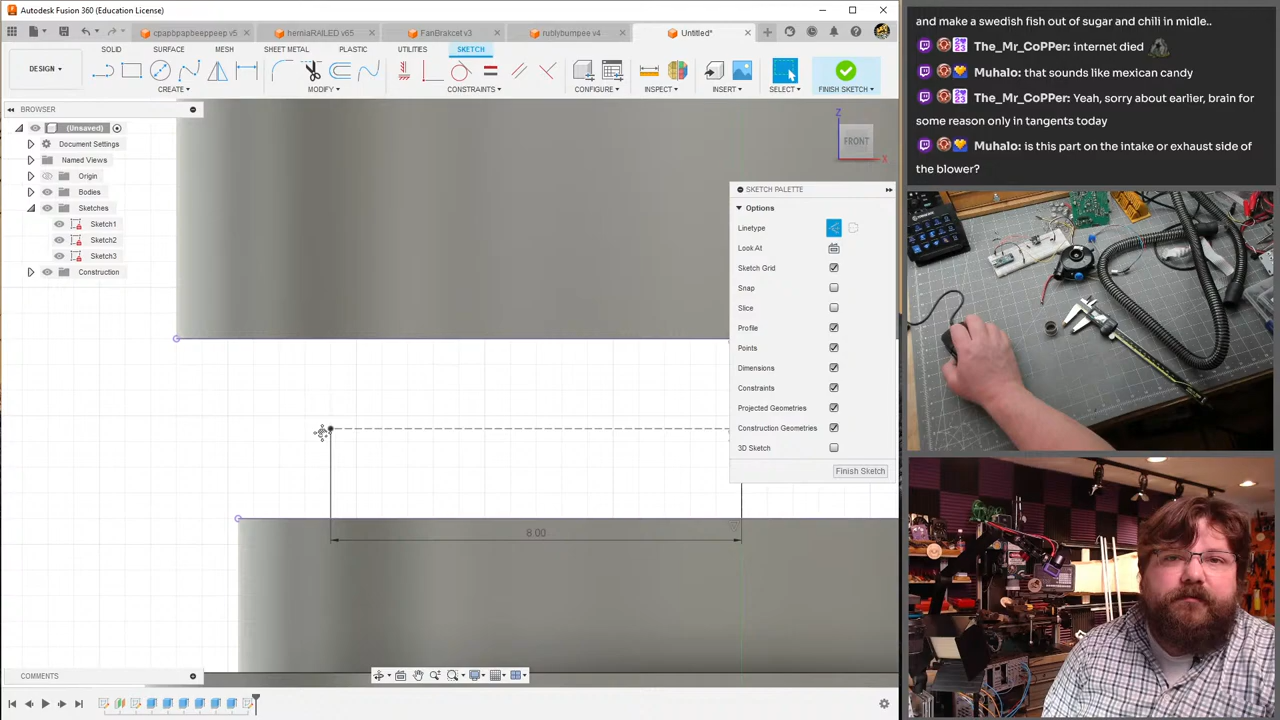 Autodesk Fusion 360 (Education License)
cpapbpapbeeppeep v5
herniaRAILED v65
FanBrakcet v3
rublybumpee v4
Untitled*
SOLID
SURFACE
MESH
SHEET METAL
PLASTIC
UTILITIES
SKETCH
DESIGN
CREATE
MODIFY
CONSTRAINTS
CONFIGURE
INSPECT
INSERT
SELECT
FINISH SKETCH
BROWSER
(Unsaved)
Document Settings
Named Views
Origin
Bodies
Sketches
Sketch1
Sketch2
Sketch3
Construction
Z
FRONT
X
SKETCH PALETTE
Options
Linetype
Look At
Sketch Grid
Snap
Slice
Profile
Points
Dimensions
Constraints
Projected Geometries
Construction Geometries
3D Sketch
Finish Sketch
8.00
COMMENTS
and make a swedish fish out of sugar and chili in midle..
The_Mr_CoPPer: internet died
Muhalo: that sounds like mexican candy
The_Mr_CoPPer: Yeah, sorry about earlier, brain for
some reason only in tangents today
Muhalo: is this part on the intake or exhaust side of
the blower?